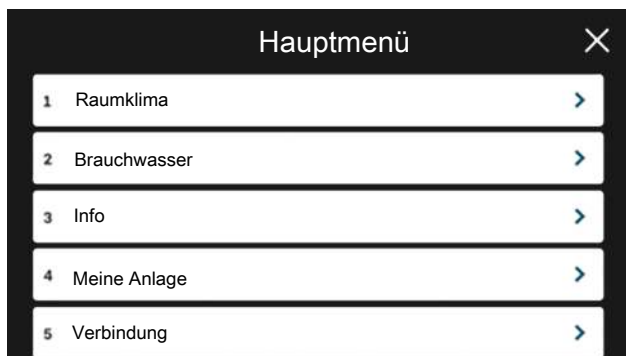 Hauptmenü
1 Raumklima
2 Brauchwasser
3 Info
4 Meine Anlage
5 Verbindung